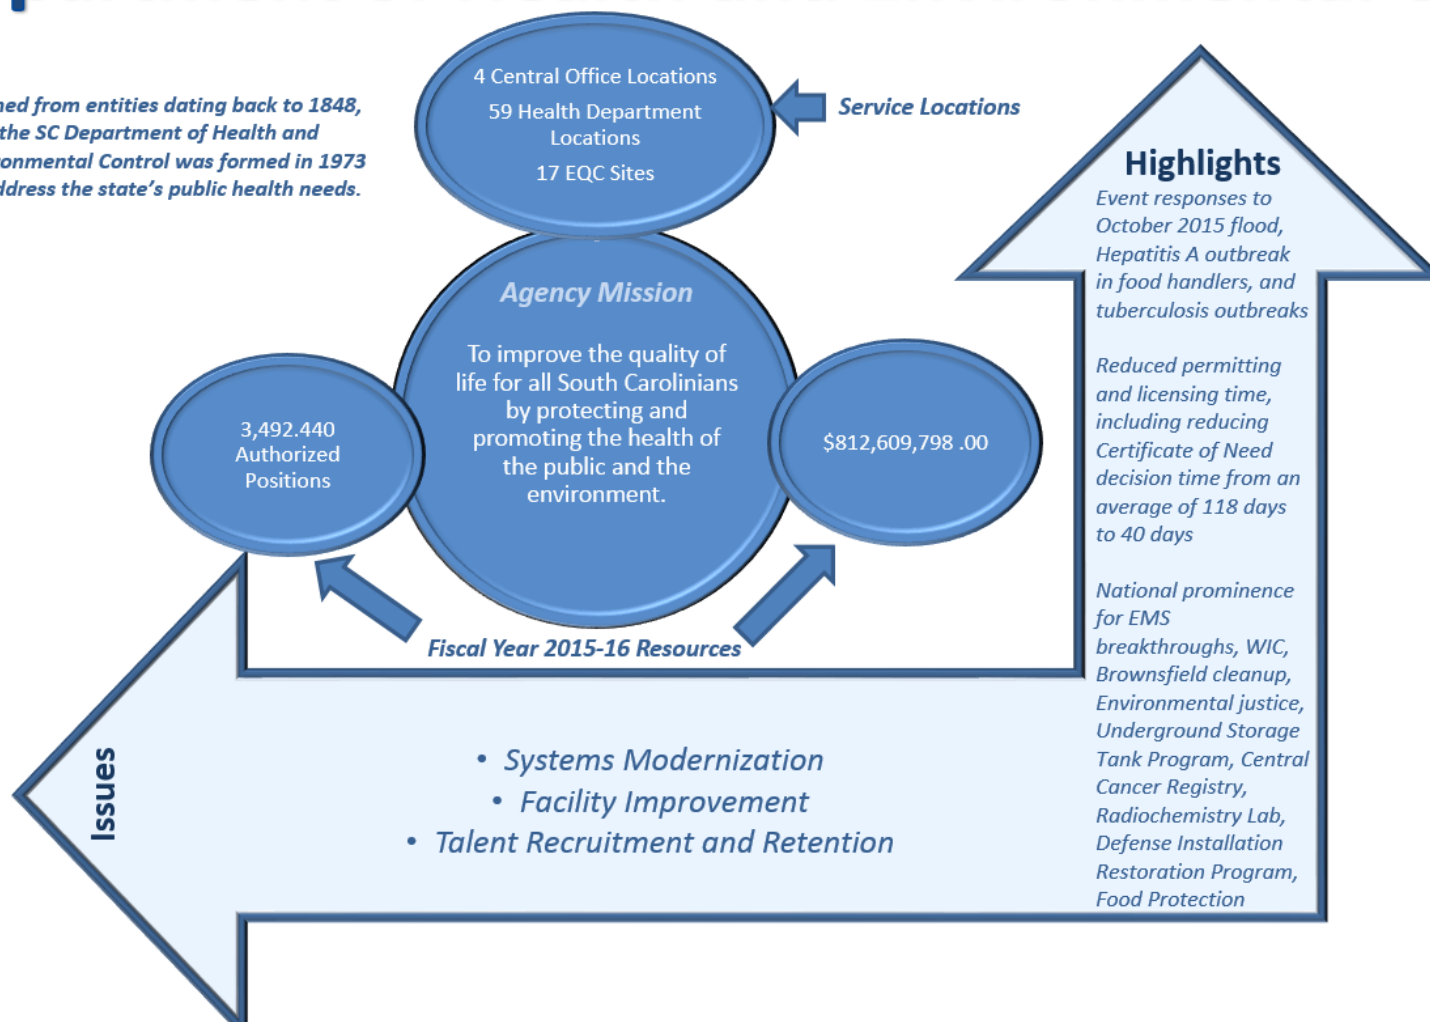 from entities dating back to 1848,
the SC Department of Health and
Control was formed in 1973
the state's public health needs.
4 Central Office Locations
59 Health Department
Locations
17 EQC Sites
Service Locations
Agency Mission
To improve the quality of
life for all South Carolinians
by protecting and
promoting the health of
the public and the
environment.
3,492.440
Authorized
Positions
$812,609,798 .00
Fiscal Year 2015-16 Resources
Highlights
Event responses to
October 2015 flood,
Hepatitis A outbreak
in food handlers, and
tuberculosis outbreaks
Reduced permitting
and licensing time,
including reducing
Certificate of Need
decision time from an
average of 118 days
to 40 days
National prominence
for EMS
breakthroughs, WIC,
Brownsfield cleanup,
Environmental justice,
Underground Storage
Tank Program, Central
Cancer Registry,
Radiochemistry Lab,
Defense Installation
Restoration Program,
Food Protection
Issues
• Systems Modernization
• Facility Improvement
• Talent Recruitment and Retention